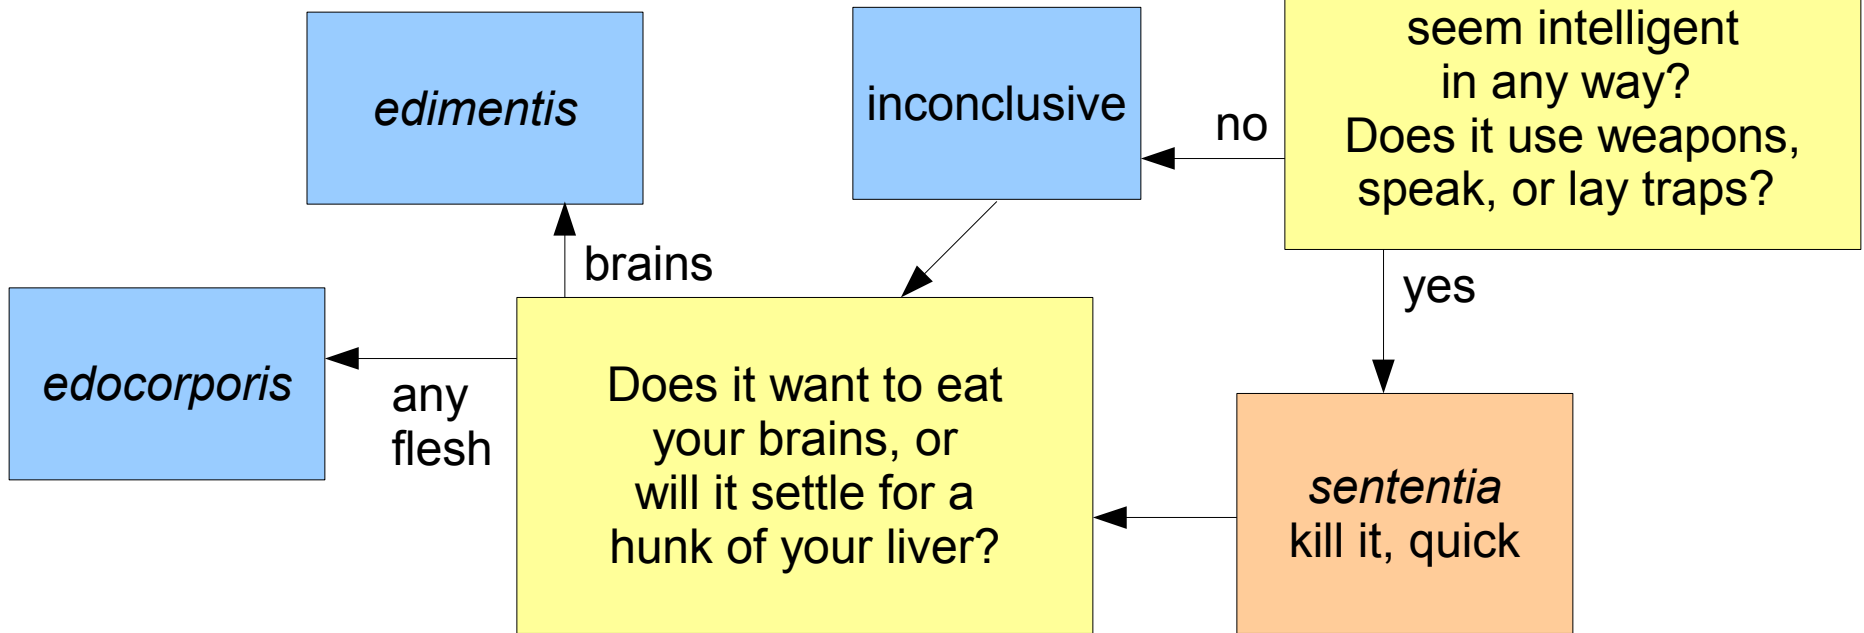 seem intelligent
in any way?
Does it use weapons,
speak, or lay traps?
no
inconclusive
edimentis
yes
brains
edocorporis
any
flesh
Does it want to eat
your brains, or
will it settle for a
hunk of your liver?
sententia
kill it, quick